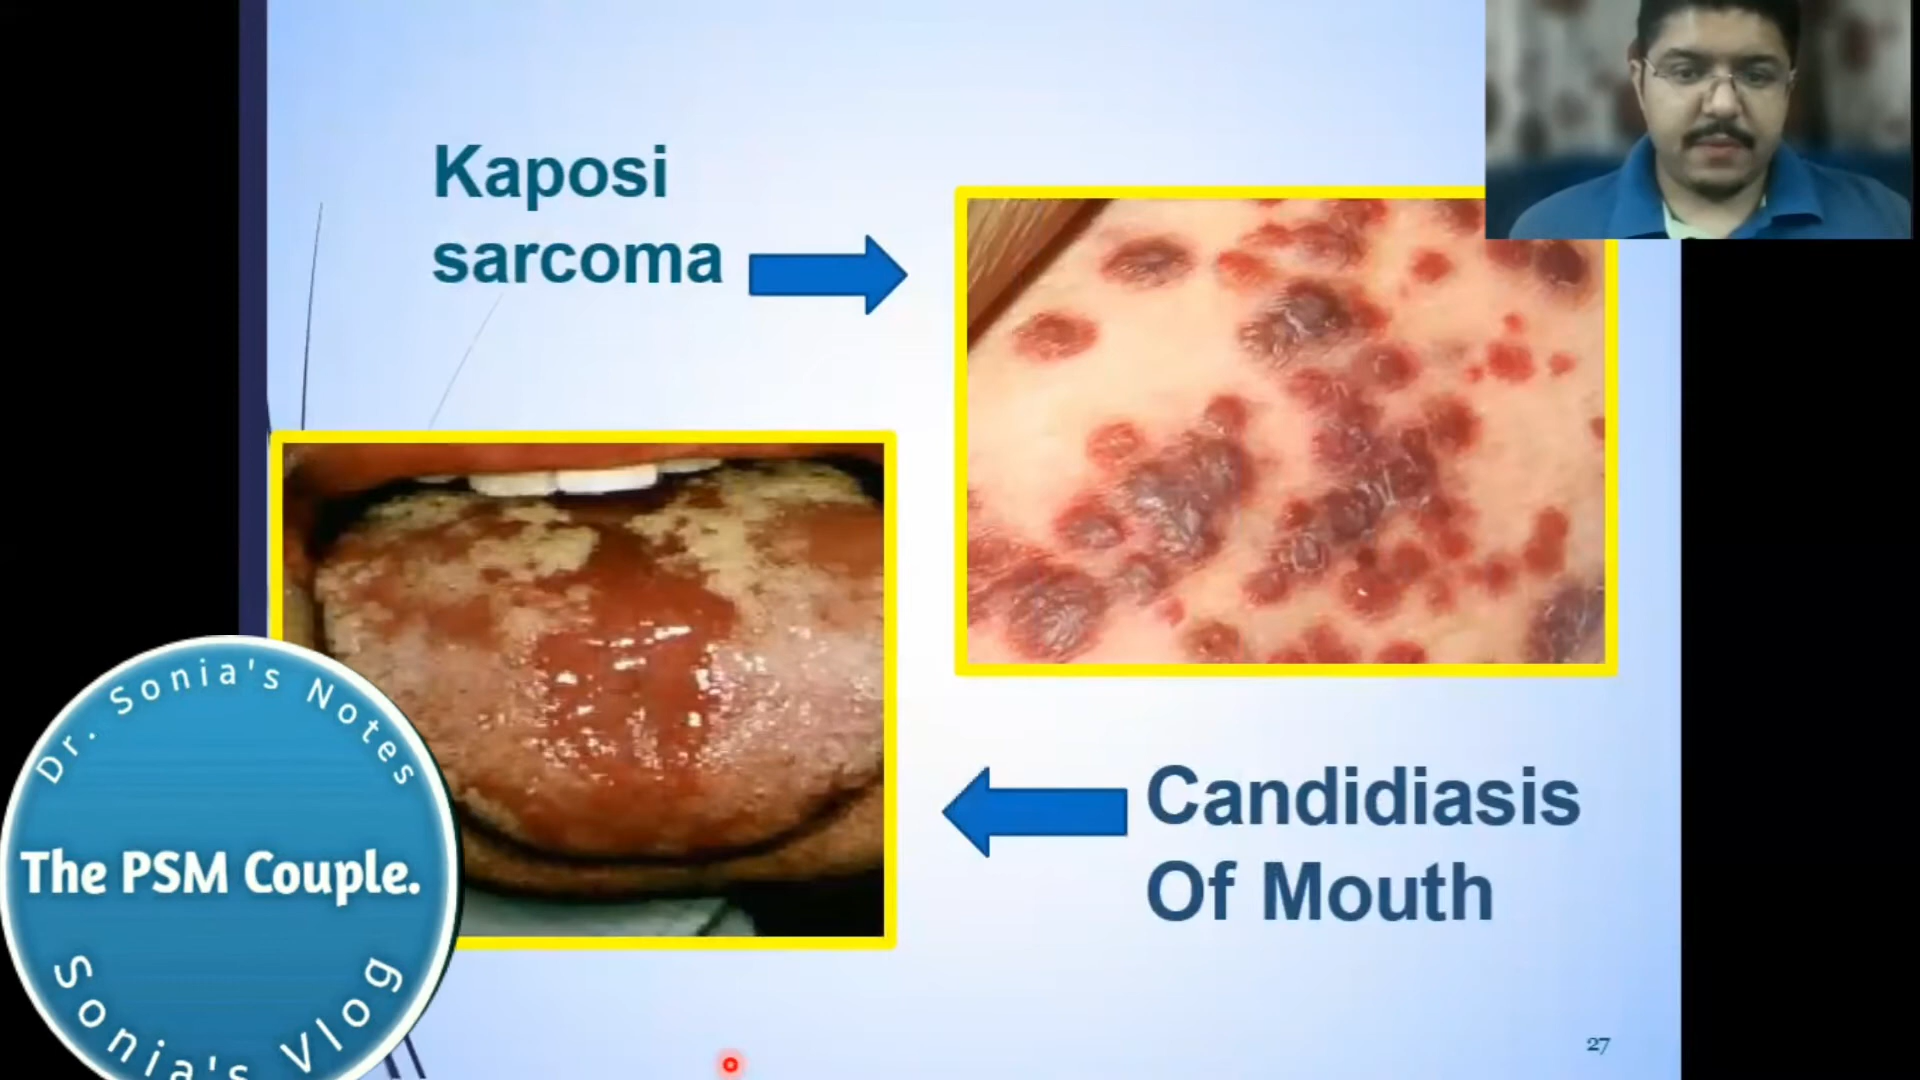 Kaposi
sarcoma
Candidiasis
Of Mouth
Dr. Sonia's Notes
The PSM Couple.
Sonia's Vlog
27